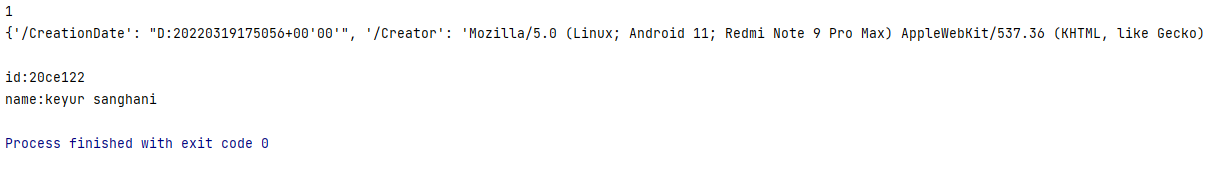 1
{'/CreationDate': "D:20220319175056+00'00'", '/Creator': 'Mozilla/5.0 (Linux; Android 11; Redmi Note 9 Pro Max) AppleWebKit/537.36 (KHTML, like Gecko)
id:20ce122
name:keyur sanghani
Process finished with exit code 0